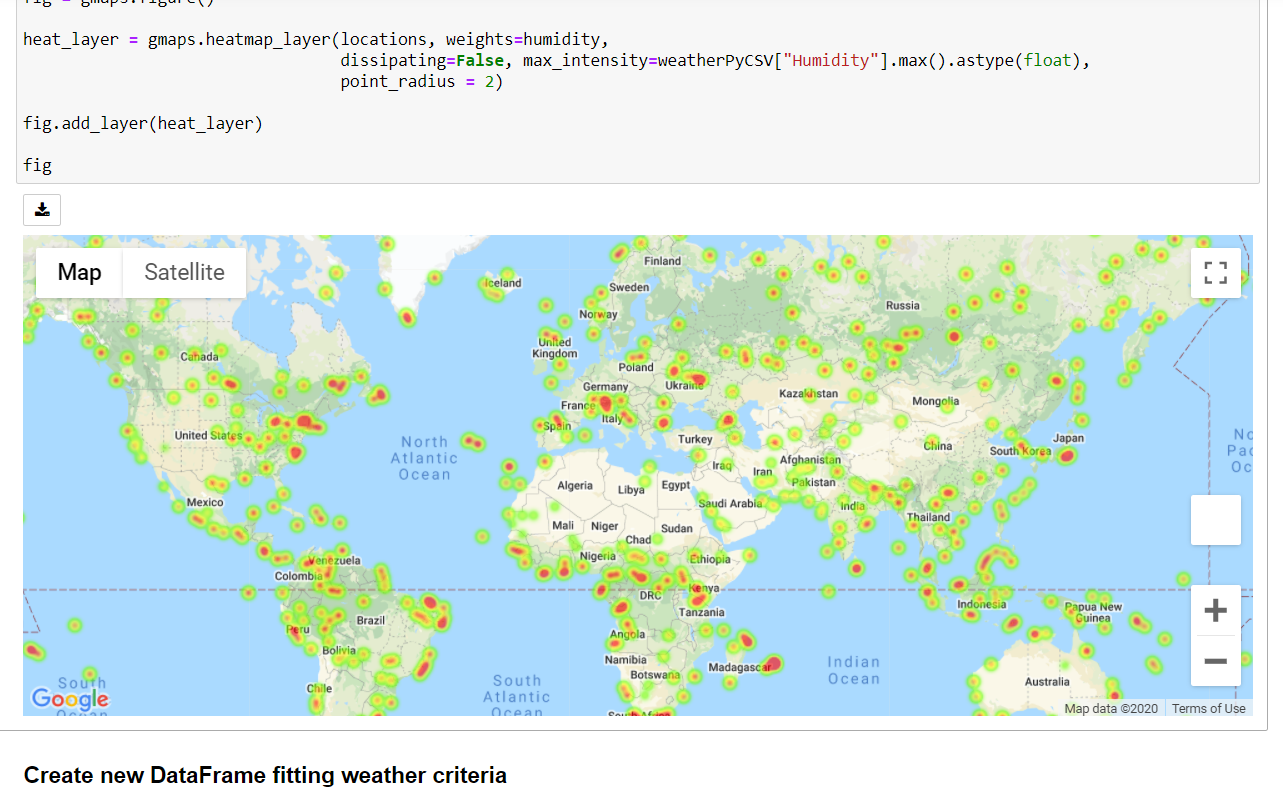 fig = gmaps.figure()
heat_layer = gmaps.heatmap_layer(locations, weights=humidity,
dissipating=False, max_intensity=weatherPyCSV["Humidity"].max().astype(float),
point_radius = 2)
fig.add_layer(heat_layer)
fig
Map
Satellite
Finland
Iceland
Sweden
Russia
Norway
United
Kingdom
Canada
Poland
Germany
Ukraine
Kazakhstan
Mongolia
France
Italy
Spain
United States
North
Atlantic
Ocean
Turkey
China
South Korea
Japan
Iraq
Iran
Afghanistan
Pakistan
Algeria
Libya
Egypt
Saudi Arabia
India
Mexico
Mali
Niger
Sudan
Chad
Thailand
Nigeria
Ethiopia
Venezuela
Colombia
Kenya
DRC
Indonesia
Papua New
Guinea
Brazil
Tanzania
Peru
Angola
Bolivia
Namibia
Botswana
Madagascar
Indian
Ocean
South
Atlantic
Ocean
Chile
Australia
South
Ocean
Google
Map data ©2020
Terms of Use
Create new DataFrame fitting weather criteria